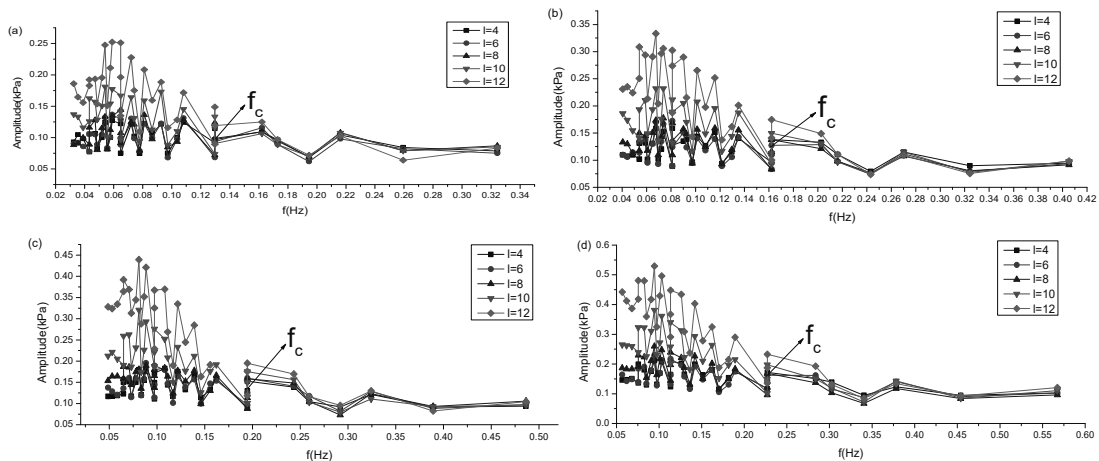 (a)
Amplitude(kPa)
0.25
0.20
0.15
0.10
0.05
0.02 0.04 0.06 0.08 0.10 0.12 0.14 0.16 0.18 0.20 0.22 0.24 0.26 0.28 0.30 0.32 0.34
f(Hz)
l=4
l=6
l=8
l=10
l=12
fc
(b)
Amplitude(kPa)
0.35
0.30
0.25
0.20
0.15
0.10
0.05
0.02 0.04 0.06 0.08 0.10 0.12 0.14 0.16 0.18 0.20 0.22 0.24 0.26 0.28 0.30 0.32 0.34 0.36 0.38 0.40 0.42
f(Hz)
l=4
l=6
l=8
l=10
l=12
fc
(c)
Amplitude(kPa)
0.45
0.40
0.35
0.30
0.25
0.20
0.15
0.10
0.05
0.05 0.10 0.15 0.20 0.25 0.30 0.35 0.40 0.45 0.50
f(Hz)
l=4
l=6
l=8
l=10
l=12
fc
(d)
Amplitude(kPa)
0.6
0.5
0.4
0.3
0.2
0.1
0.0
0.05 0.10 0.15 0.20 0.25 0.30 0.35 0.40 0.45 0.50 0.55 0.60
f(Hz)
l=4
l=6
l=8
l=10
l=12
fc